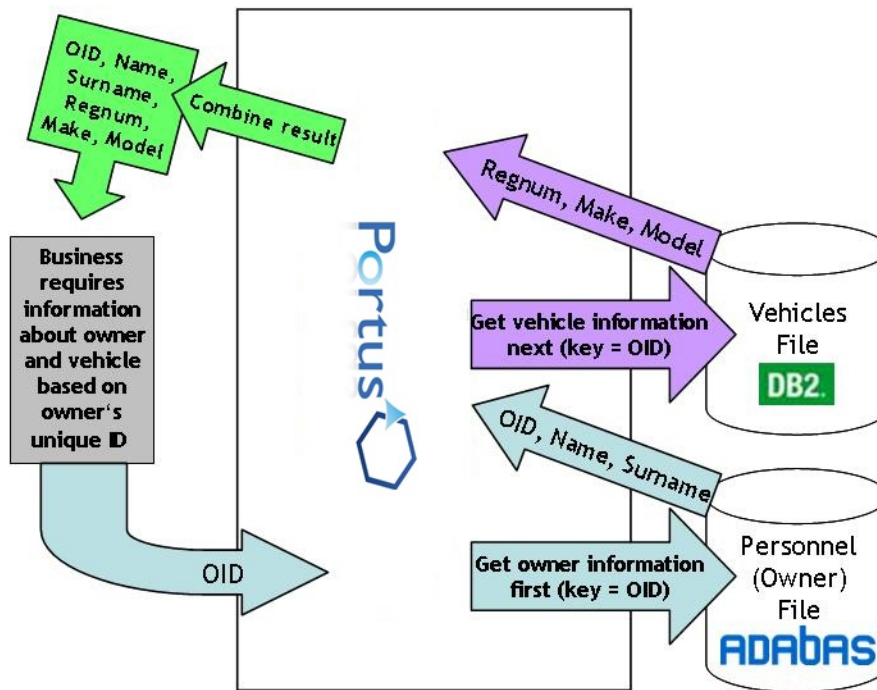 OID, Name,
Surname,
Regnum,
Make, Model
Combine result
Regnum, Make, Model
Business
requires
information
about owner
and vehicle
based on
owner's
unique ID
Portus
Get vehicle information
next (key = OID)
Vehicles
File
DB2.
OID, Name, Surname
OID
Get owner information
first (key = OID)
Personnel
(Owner)
File
ADABAS